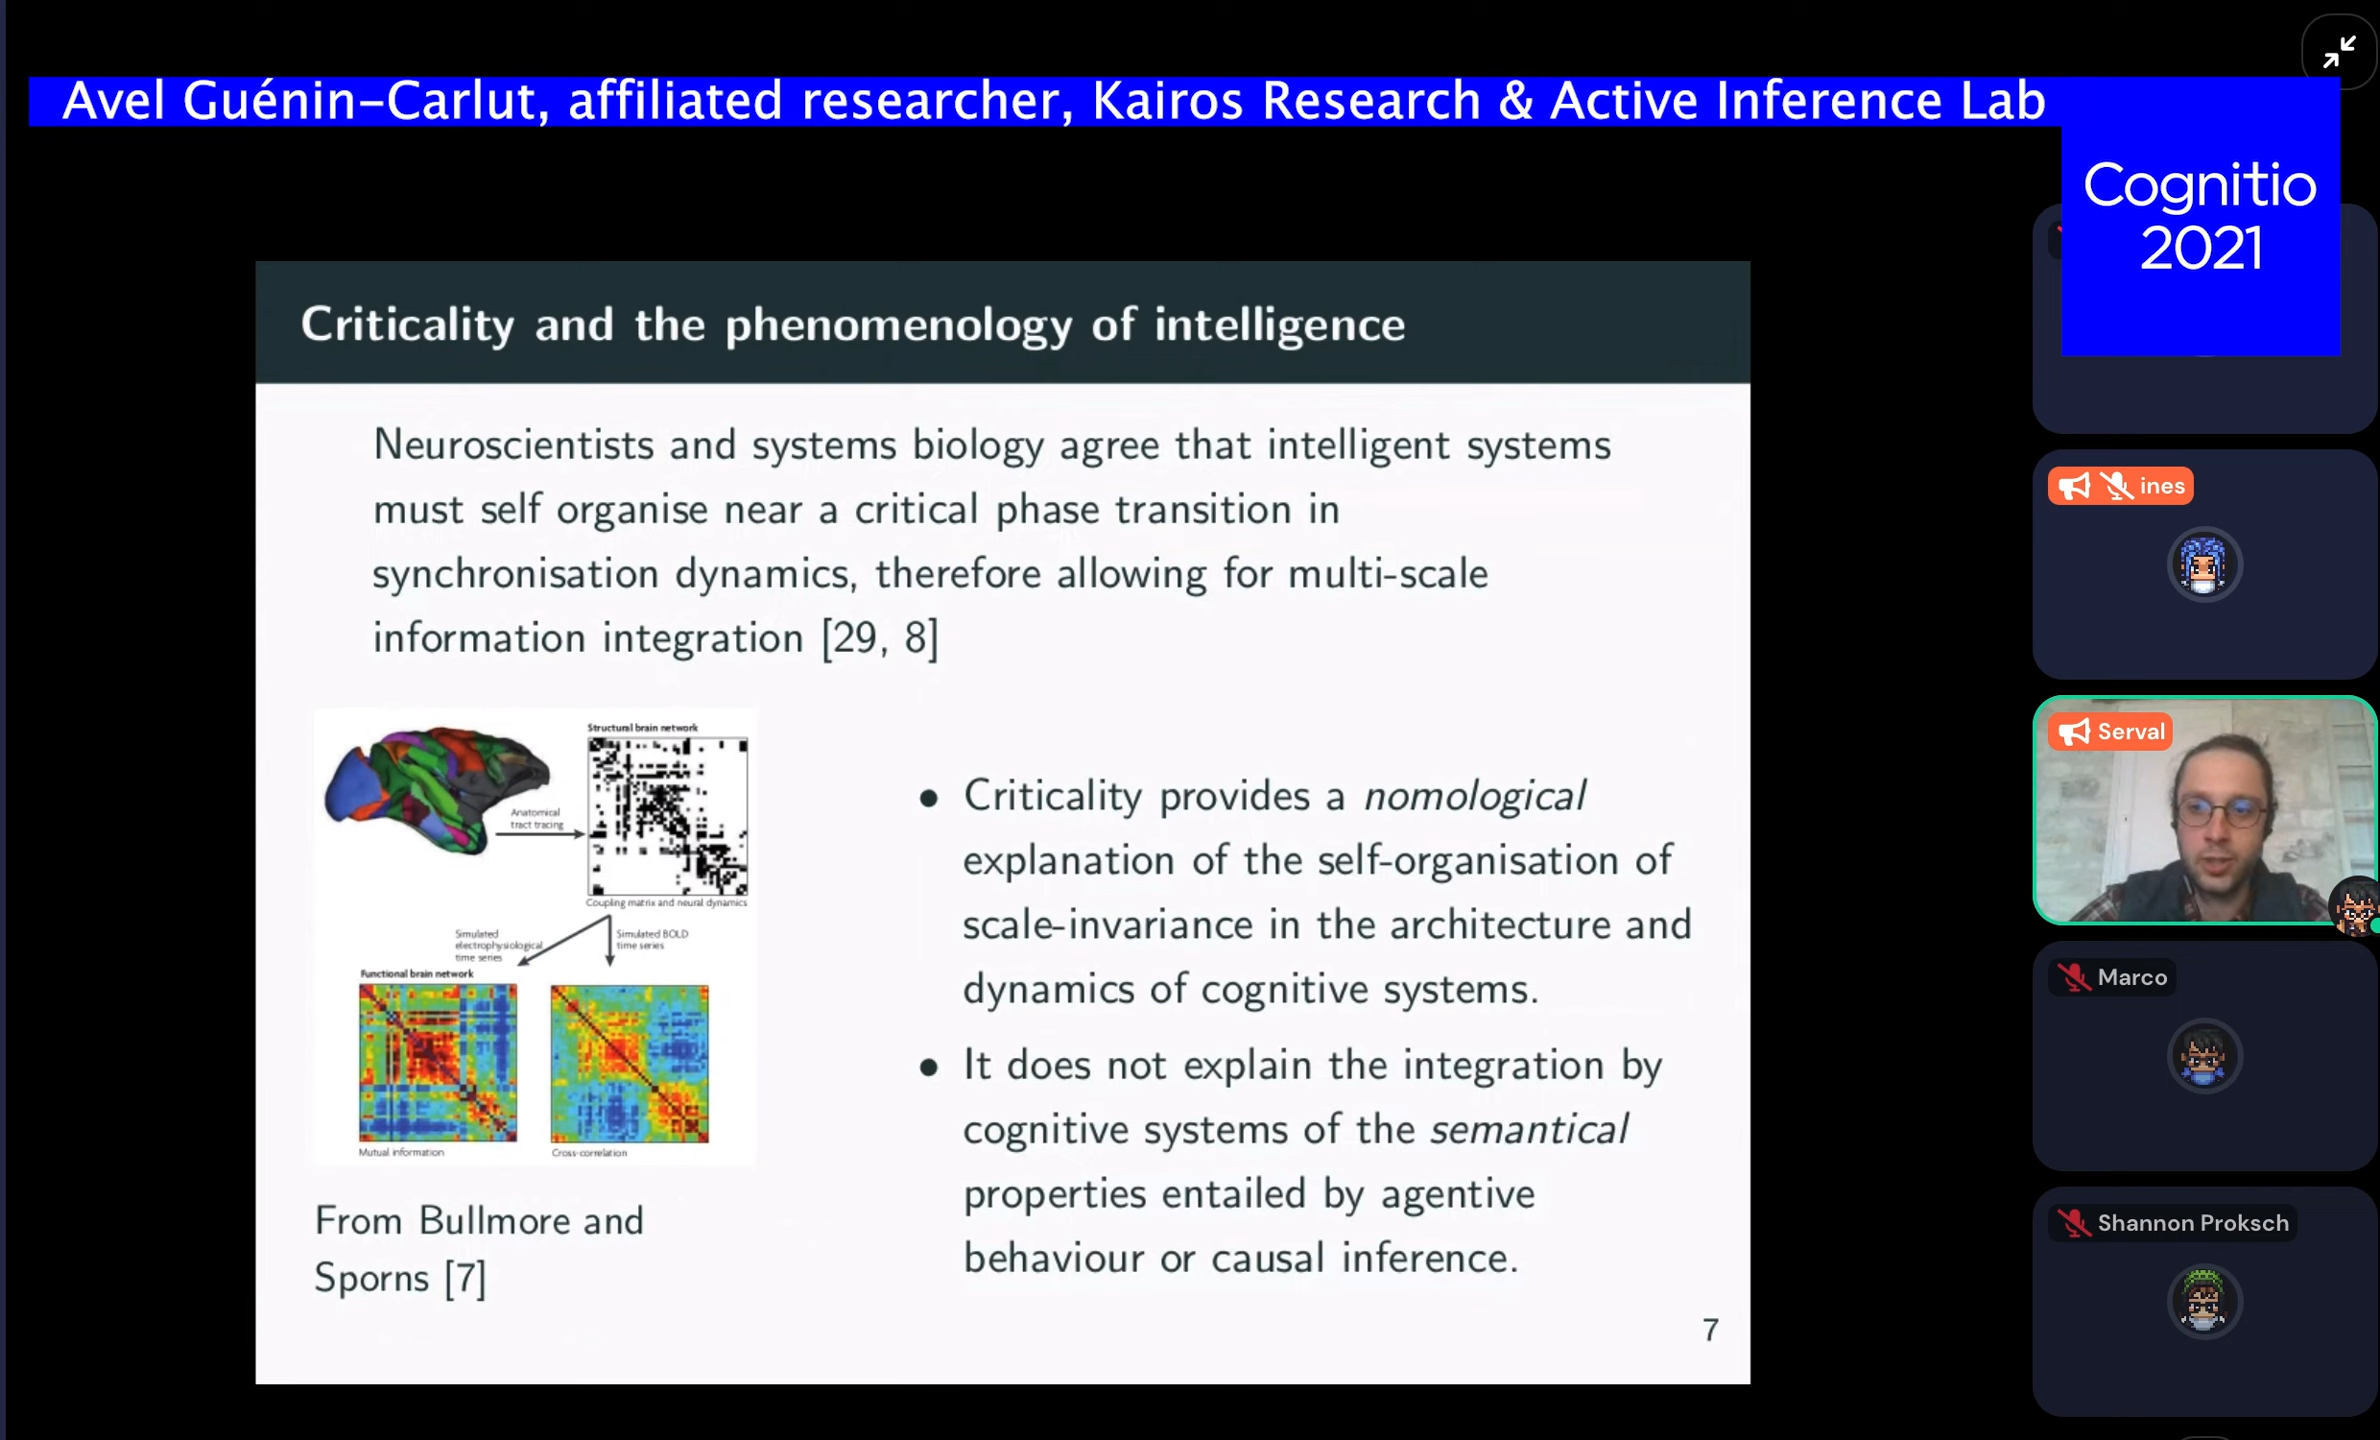 Avel Guénin-Carlut, affiliated researcher, Kairos Research & Active Inference Lab
Cognitio
2021
Criticality and the phenomenology of intelligence
Neuroscientists and systems biology agree that intelligent systems
must self organise near a critical phase transition in
synchronisation dynamics, therefore allowing for multi-scale
information integration [29, 8]
Structural brain network
Anatomical
tract tracing
Coupling matrix and neural dynamics
Simulated
electrophysiological
time series
Simulated BOLD
time series
Functional brain network
Mutual information
Cross-correlation
From Bullmore and
Sporns [7]
• Criticality provides a nomological
explanation of the self-organisation of
scale-invariance in the architecture and
dynamics of cognitive systems.
• It does not explain the integration by
cognitive systems of the semantical
properties entailed by agentive
behaviour or causal inference.
7
ines
Serval
Marco
Shannon Proksch